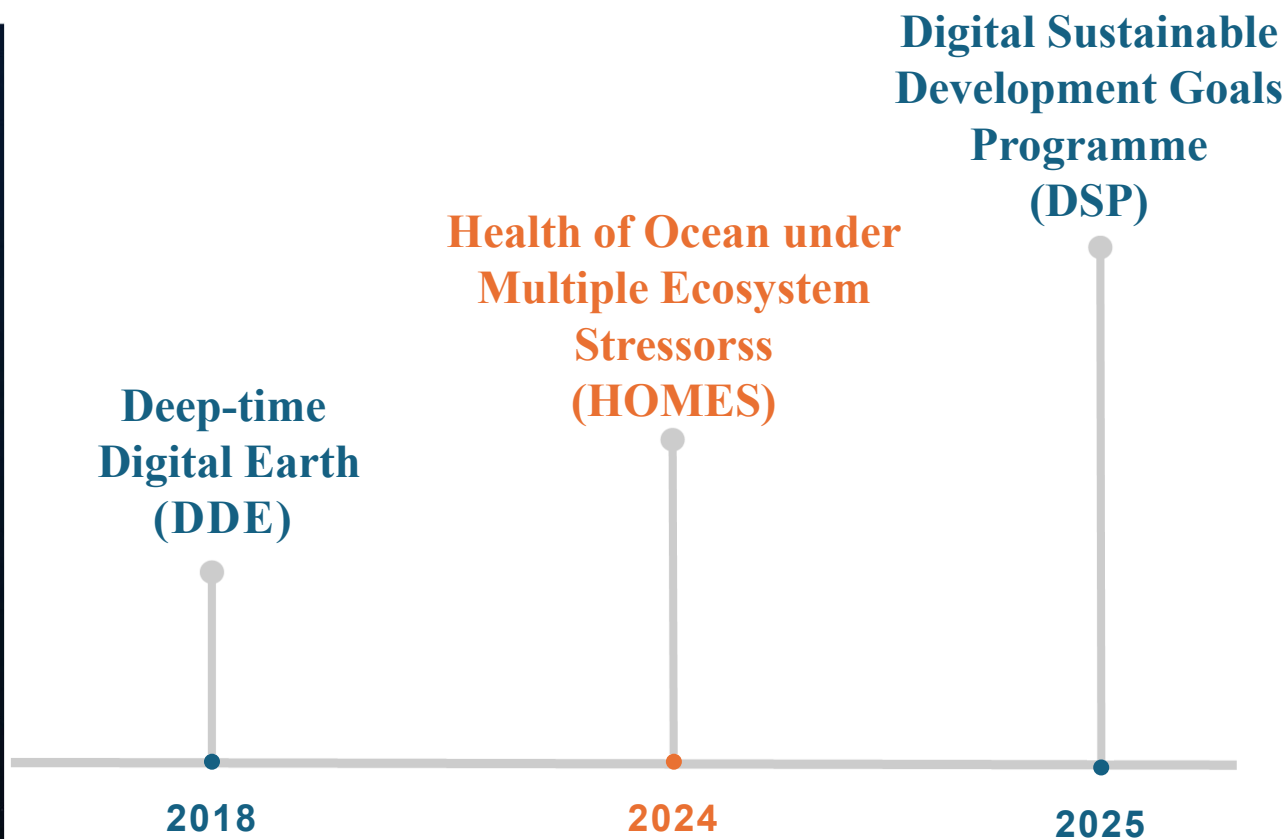 Deep-time
Digital Earth
(DDE)
2018
Health of Ocean under
Multiple Ecosystem
Stressorss
(HOMES)
2024
Digital Sustainable
Development Goals
Programme
(DSP)
2025